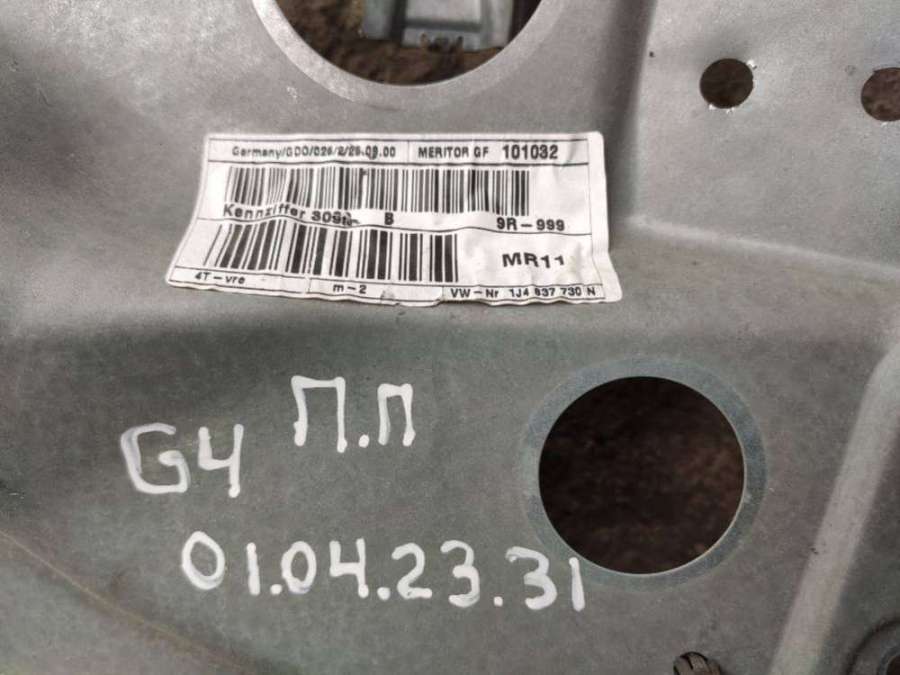 Germany/GDO/026/2/26.09.00 MERITOR GF 101032
Kennziffer B 9R-999
MR11
4T-vre m-2 VW-Nr 1J4 837 730 N
G4 П.П
01.04.23.31